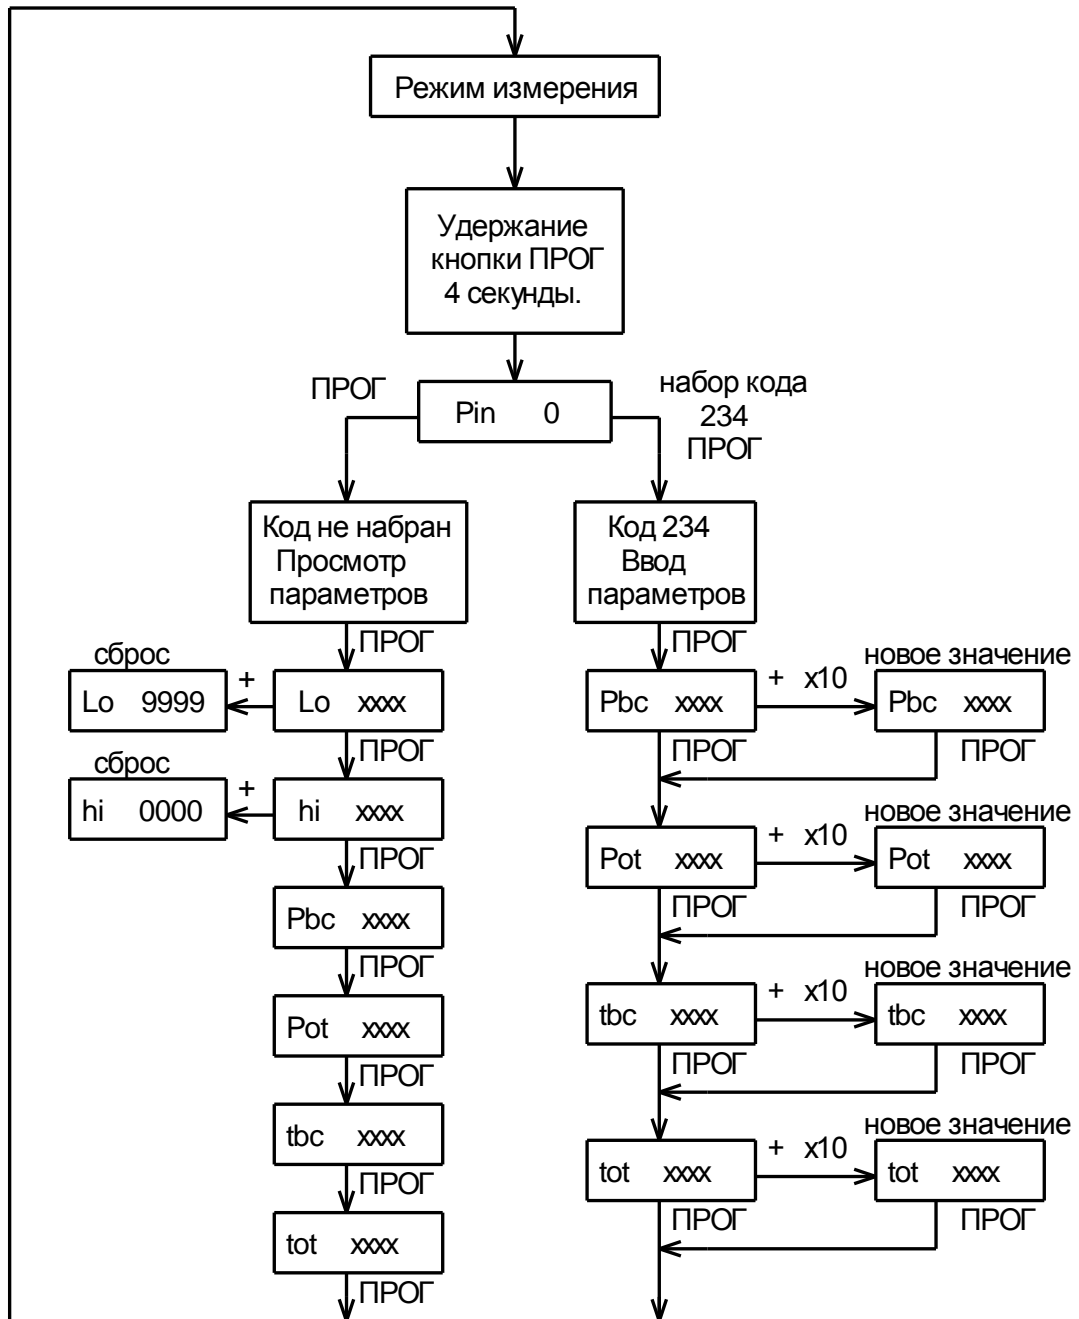 Режим измерения
Удержание
кнопки ПРОГ
4 секунды.
ПРОГ
Pin 0
набор кода
234
ПРОГ
Код не набран
Просмотр
параметров
Код 234
Ввод
параметров
ПРОГ
ПРОГ
сброс
Lo 9999
+
Lo xxxx
Pbc xxxx
+ x10
новое значение
Pbc xxxx
ПРОГ
ПРОГ
ПРОГ
сброс
hi 0000
+
hi xxxx
Pot xxxx
+ x10
новое значение
Pot xxxx
ПРОГ
ПРОГ
ПРОГ
Pbc xxxx
ПРОГ
Pot xxxx
tbc xxxx
+ x10
новое значение
tbc xxxx
ПРОГ
ПРОГ
ПРОГ
tbc xxxx
ПРОГ
tot xxxx
+ x10
новое значение
tot xxxx
ПРОГ
ПРОГ
tot xxxx
ПРОГ